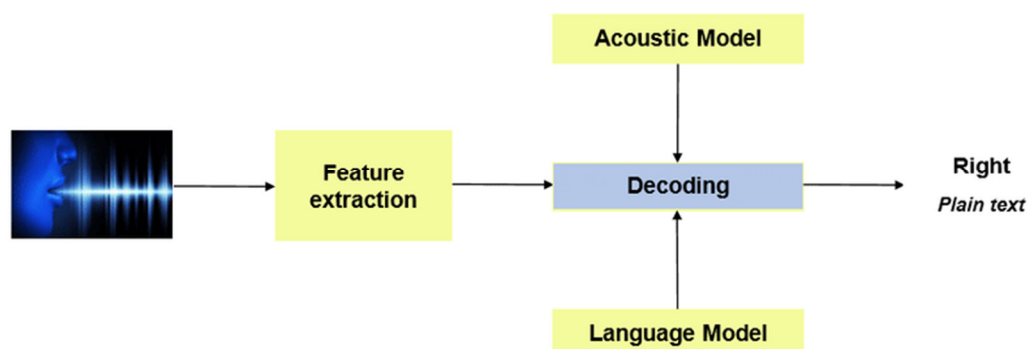 Acoustic Model
Feature
extraction
Decoding
Right
Plain text
Language Model